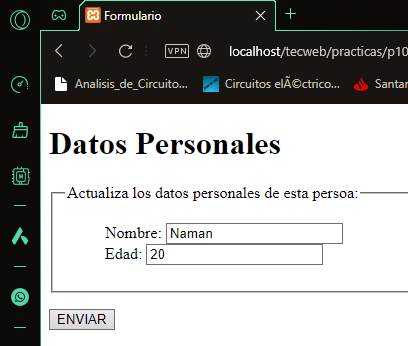 Formulario
VPN localhost/tecweb/practicas/p10
Analisis_de_Circuito... Circuitos elÃ©ctrico... Santan
Datos Personales
Actualiza los datos personales de esta persoa:
Nombre: Naman
Edad: 20
ENVIAR